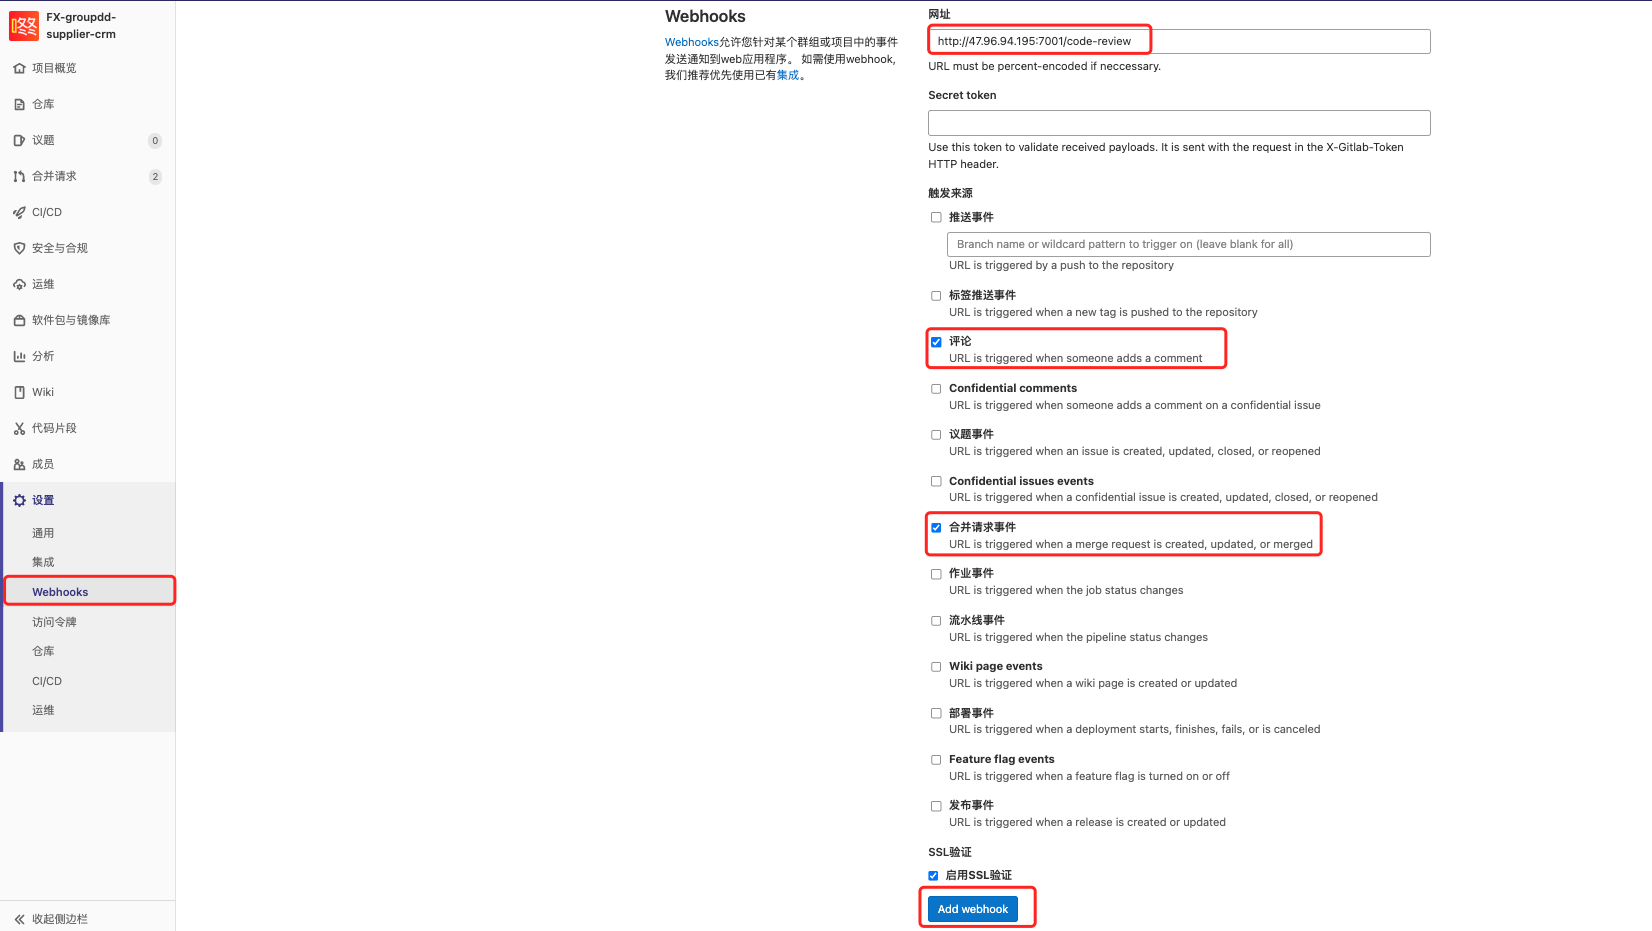 咚
FX-groupdd-
supplier-crm
项目概览
仓库
议题 0
合并请求 2
CI/CD
安全与合规
运维
软件包与镜像库
分析
Wiki
代码片段
成员
设置
通用
集成
Webhooks
访问令牌
仓库
CI/CD
运维
收起侧边栏
Webhooks
Webhooks允许您针对某个群组或项目中的事件
发送通知到web应用程序。 如需使用webhook,
我们推荐优先使用已有集成。
网址
http://47.96.94.195:7001/code-review
URL must be percent-encoded if neccessary.
Secret token
Use this token to validate received payloads. It is sent with the request in the X-Gitlab-Token
HTTP header.
触发来源
推送事件
Branch name or wildcard pattern to trigger on (leave blank for all)
URL is triggered by a push to the repository
标签推送事件
URL is triggered when a new tag is pushed to the repository
评论
URL is triggered when someone adds a comment
Confidential comments
URL is triggered when someone adds a comment on a confidential issue
议题事件
URL is triggered when an issue is created, updated, closed, or reopened
Confidential issues events
URL is triggered when a confidential issue is created, updated, closed, or reopened
合并请求事件
URL is triggered when a merge request is created, updated, or merged
作业事件
URL is triggered when the job status changes
流水线事件
URL is triggered when the pipeline status changes
Wiki page events
URL is triggered when a wiki page is created or updated
部署事件
URL is triggered when a deployment starts, finishes, fails, or is canceled
Feature flag events
URL is triggered when a feature flag is turned on or off
发布事件
URL is triggered when a release is created or updated
SSL验证
启用SSL验证
Add webhook